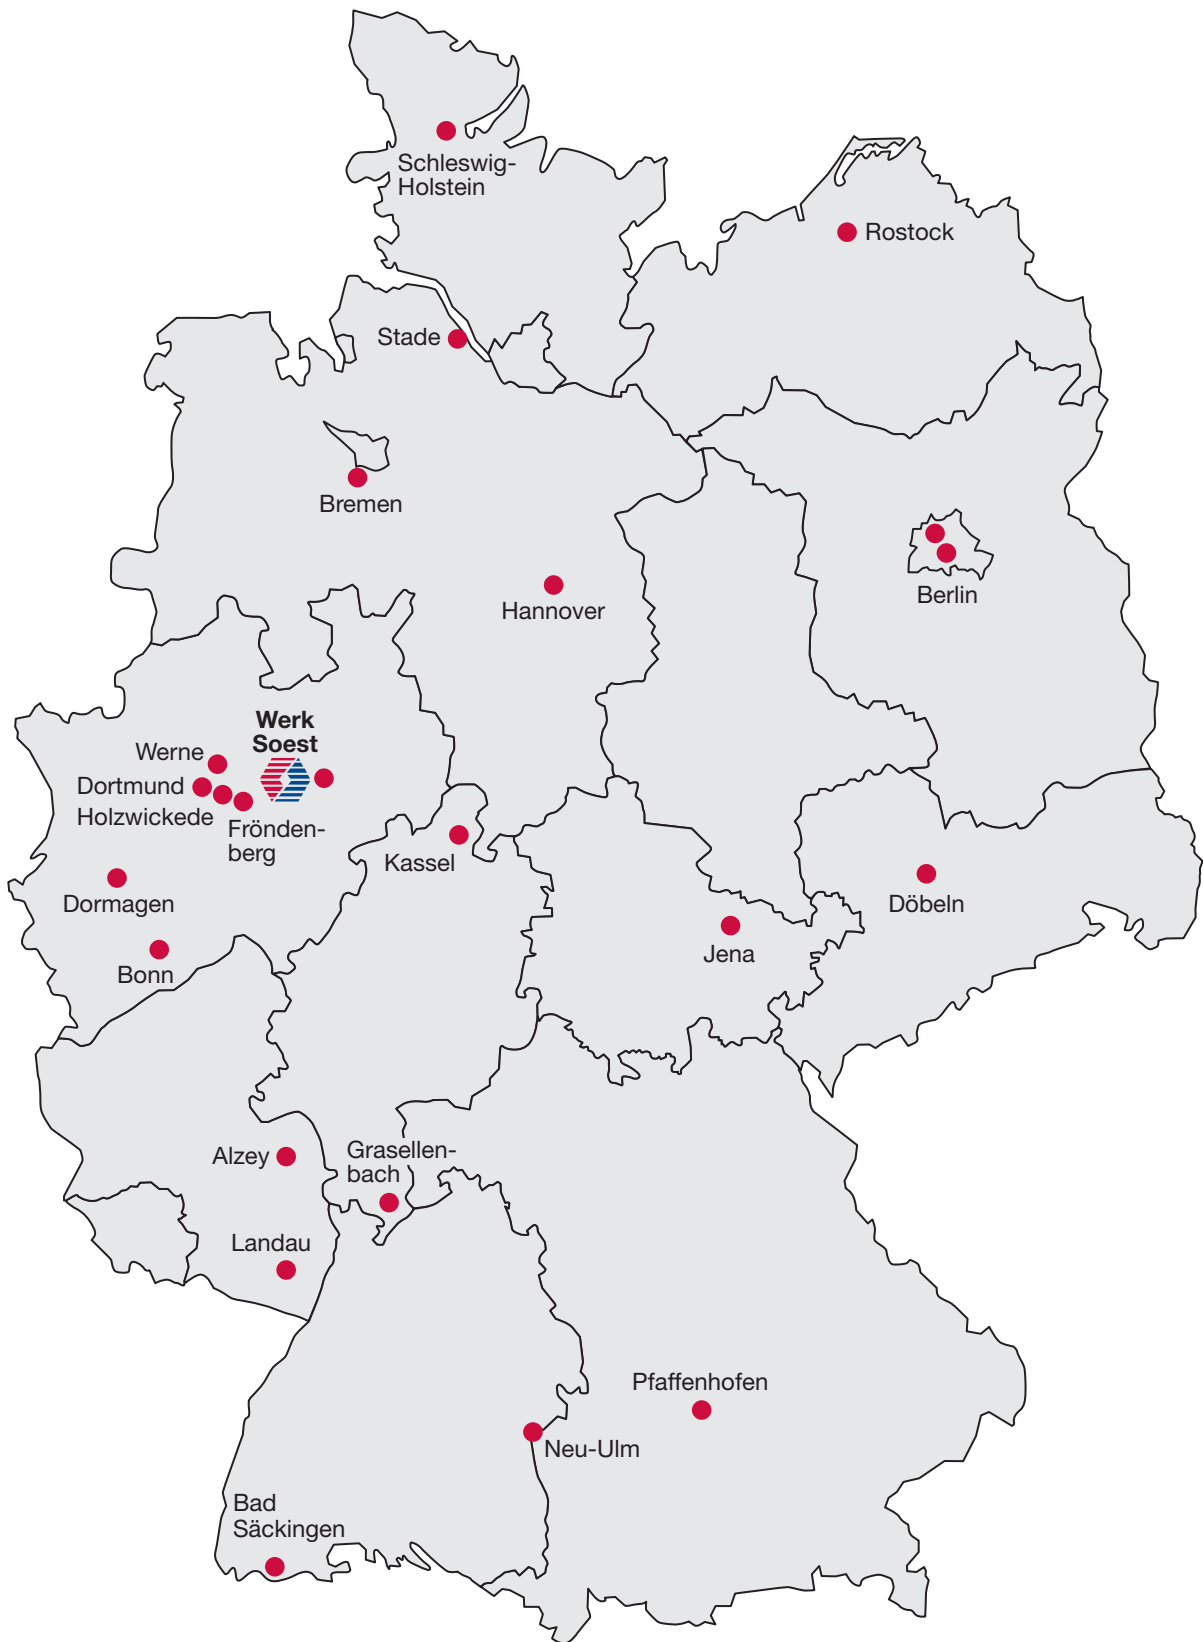 Schleswig-
Holstein
Rostock
Stade
Bremen
Berlin
Hannover
Werk
Soest
Werne
Dortmund
Holzwickede
Frönden-
berg
Kassel
Dormagen
Döbeln
Jena
Bonn
Grasellen-
bach
Alzey
Landau
Pfaffenhofen
Neu-Ulm
Bad
Säckingen